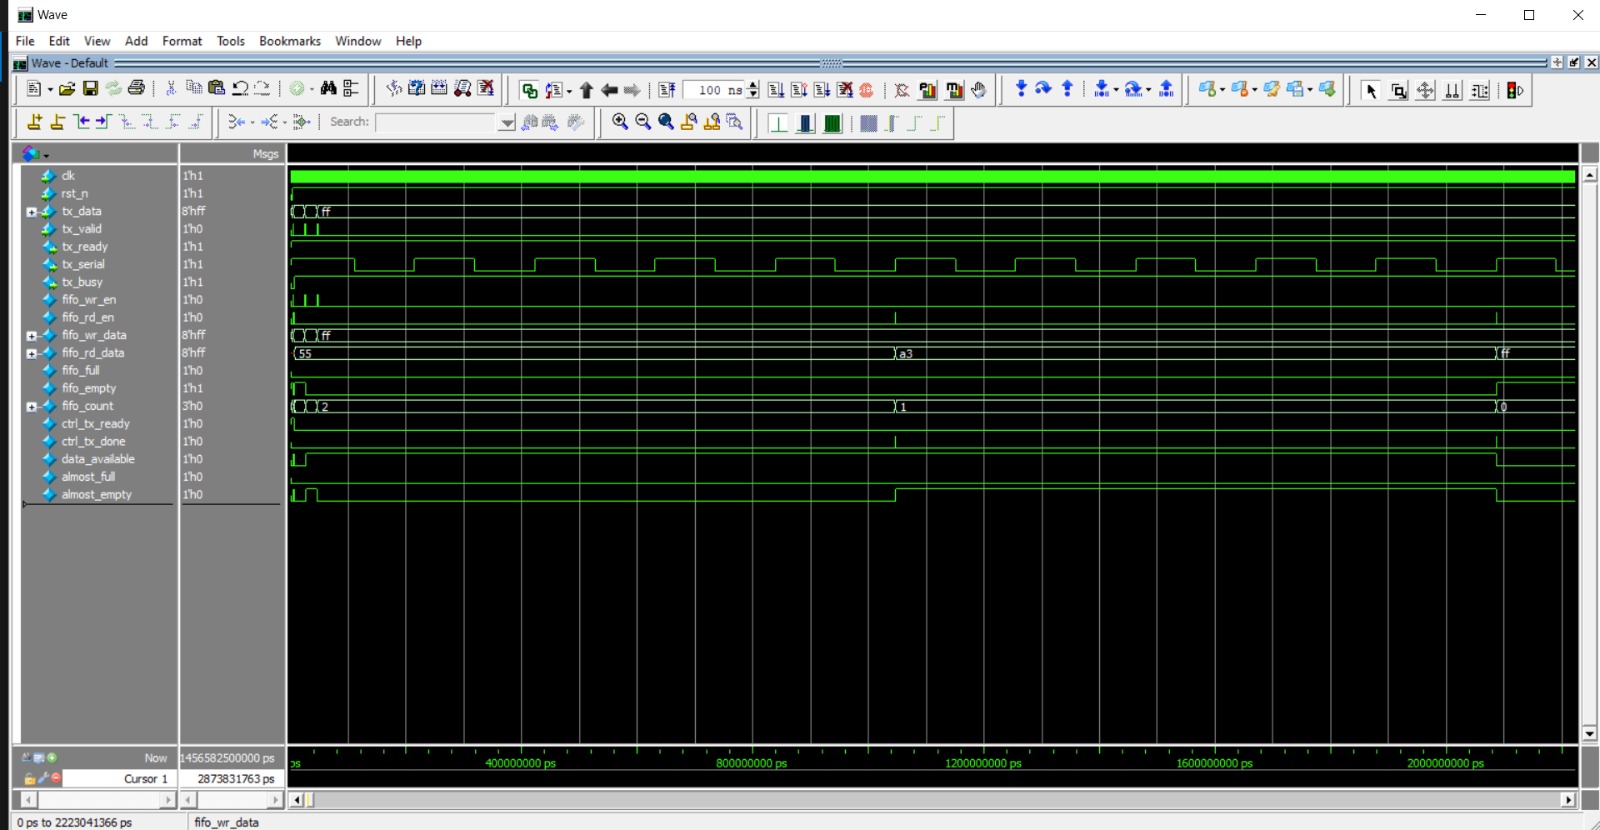 Wave
File Edit View Add Format Tools Bookmarks Window Help
Wave - Default
100 ns
Search:
Msgs
clk 1'h1
rst_n 1'h1
tx_data 8'hff ff
tx_valid 1'h0
tx_ready 1'h1
tx_serial 1'h1
tx_busy 1'h1
fifo_wr_en 1'h0
fifo_rd_en 1'h0
fifo_wr_data 8'hff ff
fifo_rd_data 8'hff 55 a3 ff
fifo_full 1'h0
fifo_empty 1'h1
fifo_count 3'h0 2 1 0
ctrl_tx_ready 1'h0
ctrl_tx_done 1'h0
data_available 1'h0
almost_full 1'h0
almost_empty 1'h0
Now 1456582500000 ps ps 400000000 ps 800000000 ps 1200000000 ps 1600000000 ps 2000000000 ps
Cursor 1 2873831763 ps
0 ps to 2223041366 ps fifo_wr_data